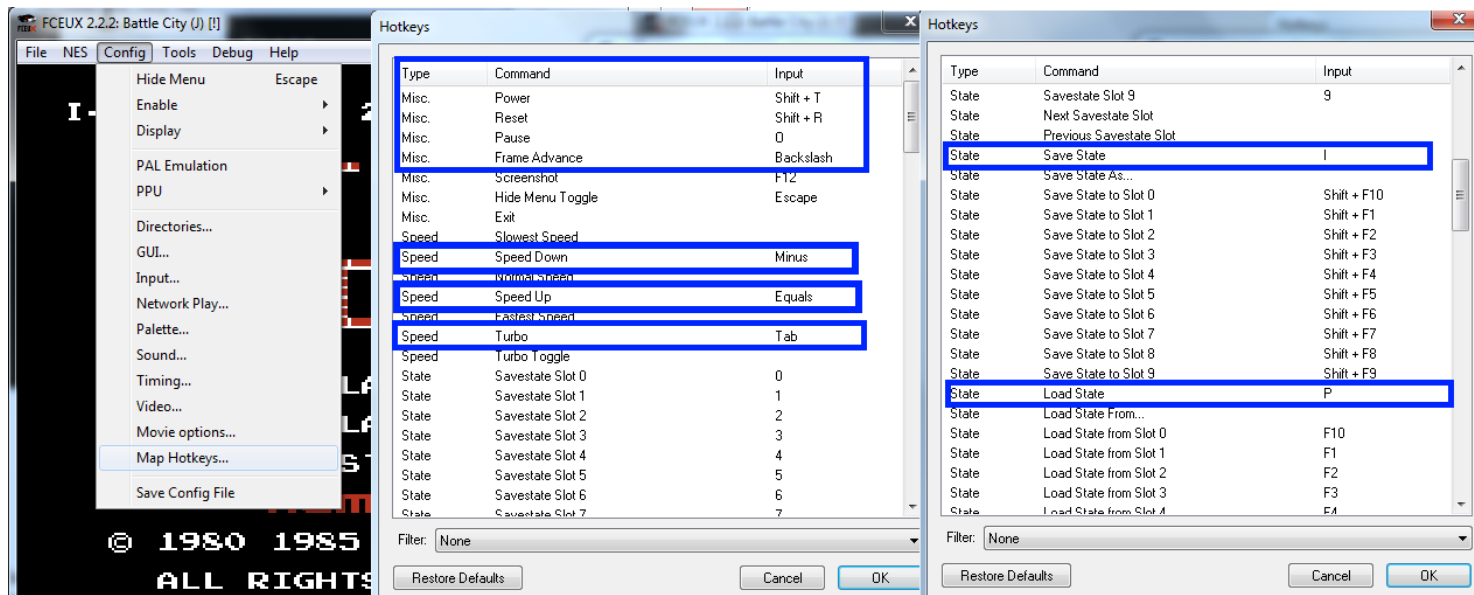 FCEUX 2.2.2: Battle City (J) [!]
File NES Config Tools Debug Help
Hide Menu Escape
Enable
Display
PAL Emulation
PPU
Directories...
GUI...
Input...
Network Play...
Palette...
Sound...
Timing...
Video...
Movie options...
Map Hotkeys...
Save Config File
I-
© 1980 1985
ALL RIGHTS
Hotkeys
Type Command Input
Misc. Power Shift + T
Misc. Reset Shift + R
Misc. Pause O
Misc. Frame Advance Backslash
Misc. Screenshot F12
Misc. Hide Menu Toggle Escape
Misc. Exit
Speed Slowest Speed
Speed Speed Down Minus
Speed Normal Speed
Speed Speed Up Equals
Speed Fastest Speed
Speed Turbo Tab
Speed Turbo Toggle
State Savestate Slot 0 0
State Savestate Slot 1 1
State Savestate Slot 2 2
State Savestate Slot 3 3
State Savestate Slot 4 4
State Savestate Slot 5 5
State Savestate Slot 6 6
State Savestate Slot 7 7
Filter: None
Restore Defaults Cancel OK
Hotkeys
Type Command Input
State Savestate Slot 9 9
State Next Savestate Slot
State Previous Savestate Slot
State Save State I
State Save State As...
State Save State to Slot 0 Shift + F10
State Save State to Slot 1 Shift + F1
State Save State to Slot 2 Shift + F2
State Save State to Slot 3 Shift + F3
State Save State to Slot 4 Shift + F4
State Save State to Slot 5 Shift + F5
State Save State to Slot 6 Shift + F6
State Save State to Slot 7 Shift + F7
State Save State to Slot 8 Shift + F8
State Save State to Slot 9 Shift + F9
State Load State P
State Load State From...
State Load State from Slot 0 F10
State Load State from Slot 1 F1
State Load State from Slot 2 F2
State Load State from Slot 3 F3
State Load State from Slot 4 F4
Filter: None
Restore Defaults Cancel OK